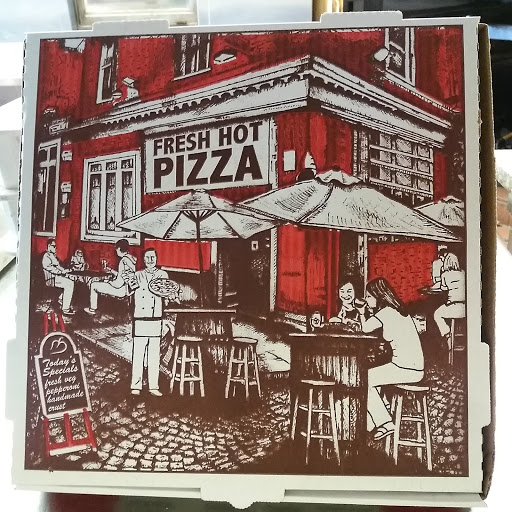 FRESH HOT
PIZZA
Today's
Specials
fresh veg
pepperoni
handmade
crust